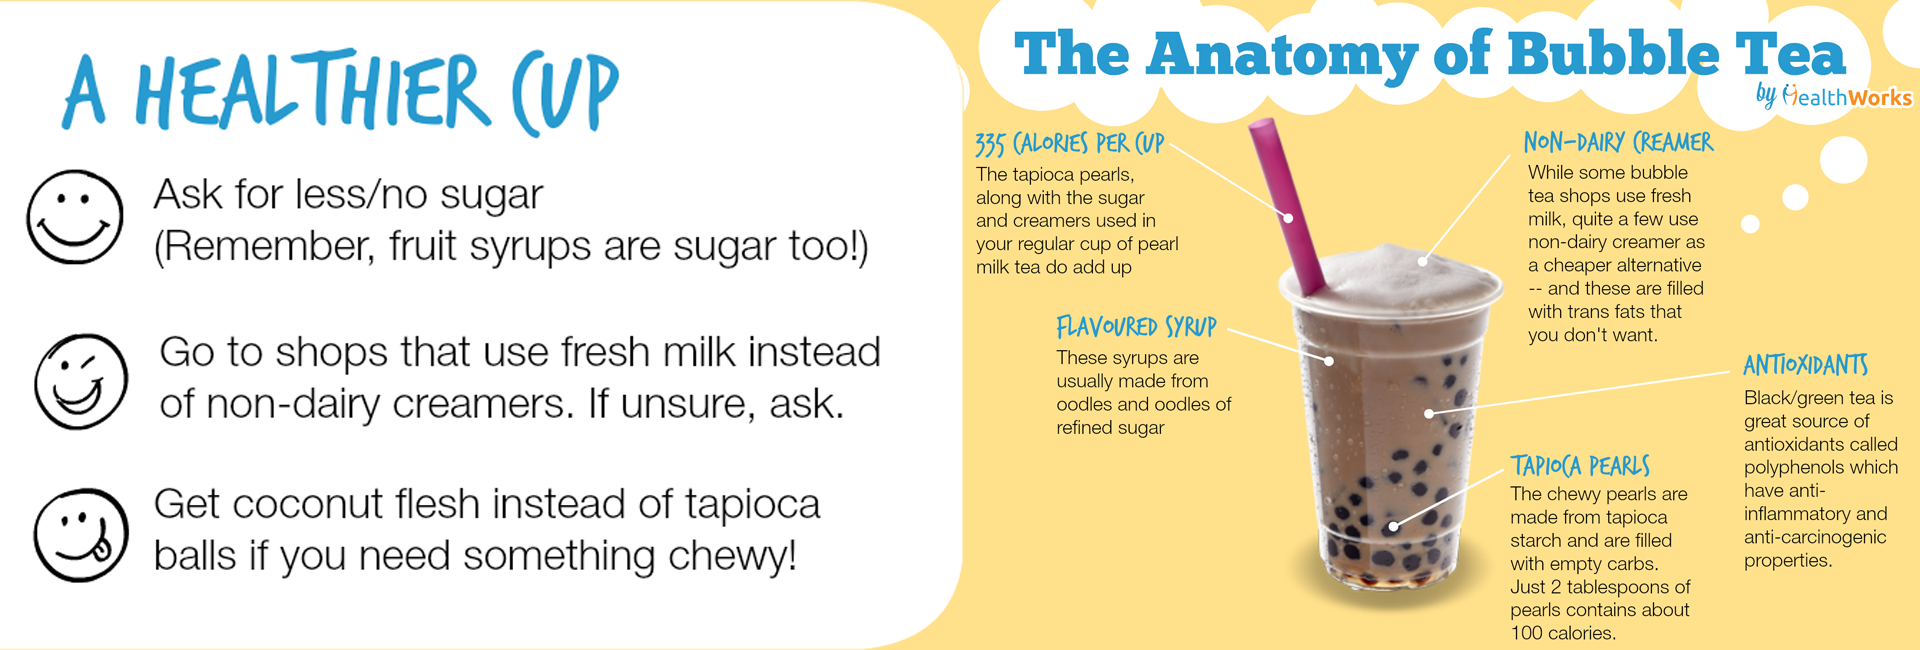 A HEALTHIER CUP
Ask for less/no sugar
(Remember, fruit syrups are sugar too!)
Go to shops that use fresh milk instead
of non-dairy creamers. If unsure, ask.
Get coconut flesh instead of tapioca
balls if you need something chewy!
The Anatomy of Bubble Tea
by HealthWorks
335 CALORIES PER CUP
The tapioca pearls,
along with the sugar
and creamers used in
your regular cup of pearl
milk tea do add up
FLAVOURED SYRUP
These syrups are
usually made from
oodles and oodles of
refined sugar
NON-DAIRY CREAMER
While some bubble
tea shops use fresh
milk, quite a few use
non-dairy creamer as
a cheaper alternative
-- and these are filled
with trans fats that
you don't want.
ANTIOXIDANTS
Black/green tea is
great source of
antioxidants called
polyphenols which
have anti-
inflammatory and
anti-carcinogenic
properties.
TAPIOCA PEARLS
The chewy pearls are
made from tapioca
starch and are filled
with empty carbs.
Just 2 tablespoons of
pearls contains about
100 calories.